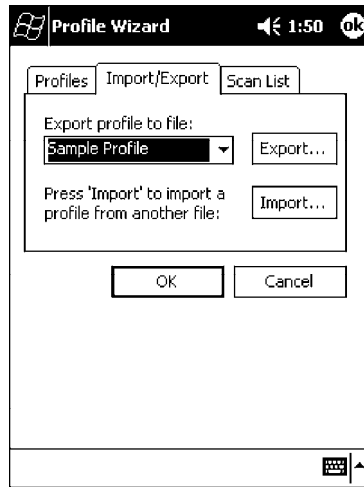 Profile Wizard 1:50 ok
Profiles Import/Export Scan List
Export profile to file:
Sample Profile Export...
Press 'Import' to import a
profile from another file: Import...
OK Cancel